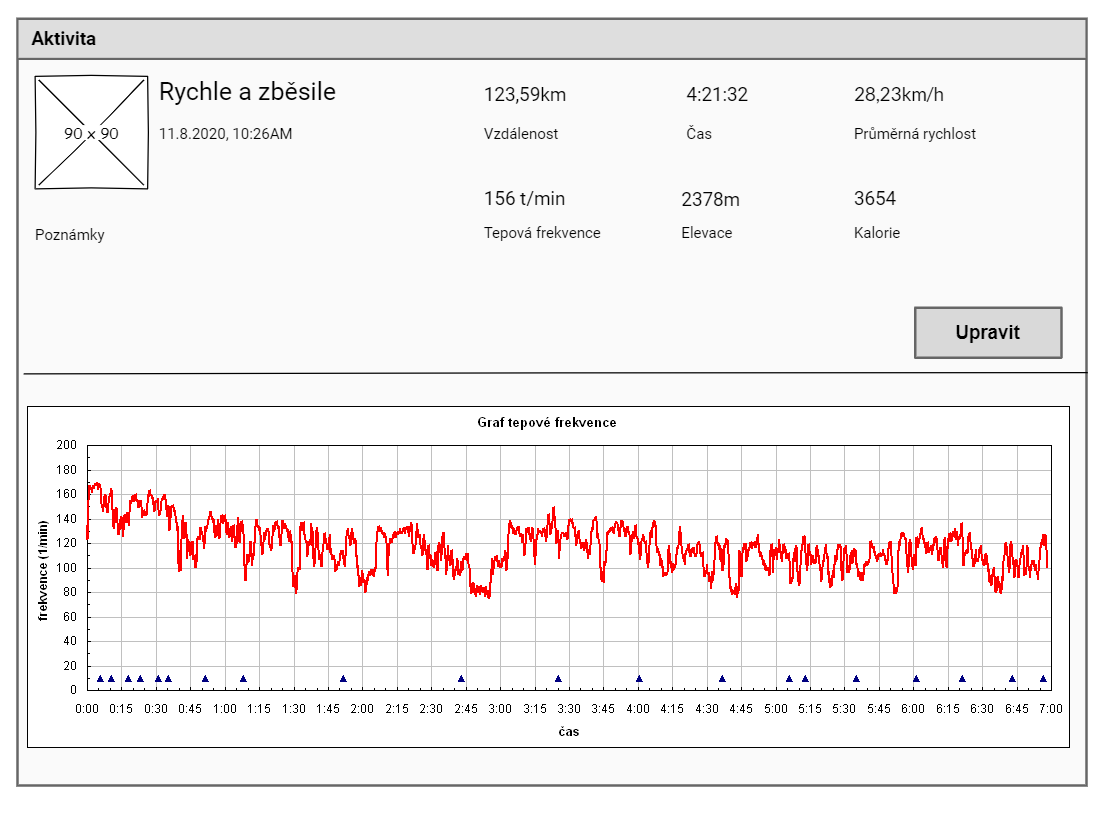 Aktivita
90 x 90
Rychle a zběsile
11.8.2020, 10:26AM
123,59km
4:21:32
28,23km/h
Vzdálenost
Čas
Průměrná rychlost
156 t/min
2378m
3654
Tepová frekvence
Elevace
Kalorie
Poznámky
Upravit
Graf tepové frekvence
frekvence (1/min)
200
180
160
140
120
100
80
60
40
20
0
0:00 0:15 0:30 0:45 1:00 1:15 1:30 1:45 2:00 2:15 2:30 2:45 3:00 3:15 3:30 3:45 4:00 4:15 4:30 4:45 5:00 5:15 5:30 5:45 6:00 6:15 6:30 6:45 7:00
čas